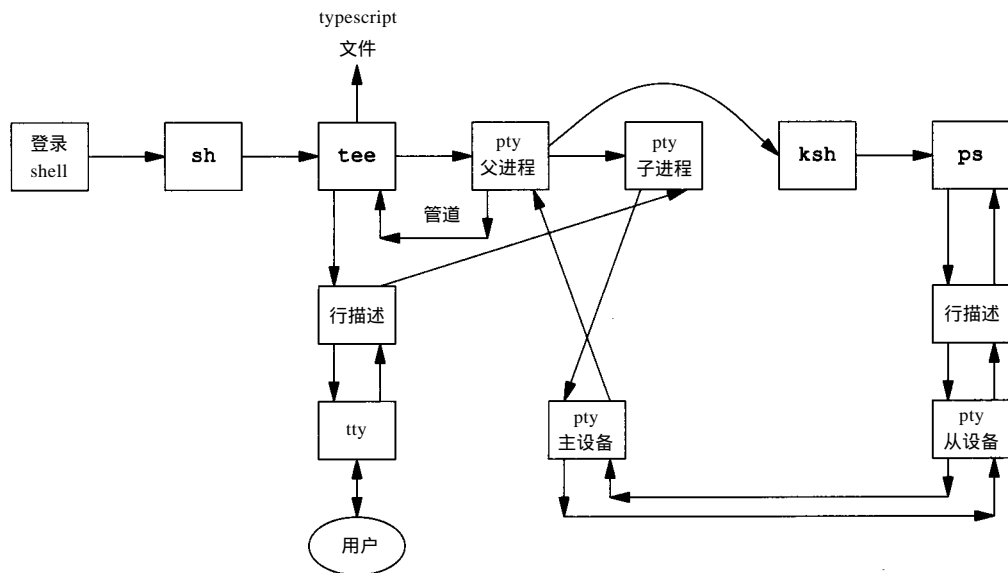 typescript
文件
登录
shell
sh
tee
pty
父进程
pty
子进程
ksh
ps
管道
行描述
行描述
tty
pty
主设备
pty
从设备
用户